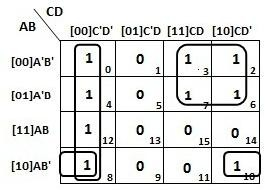 CD
AB
[00]C'D' [01]C'D [11]CD [10]CD'
[00]A'B' 1 0 0 1 1 3 1 2
[01]A'D 1 4 0 5 1 7 1 6
[11]AB 1 12 0 13 0 15 0 14
[10]AB' 1 8 0 9 0 11 1 10